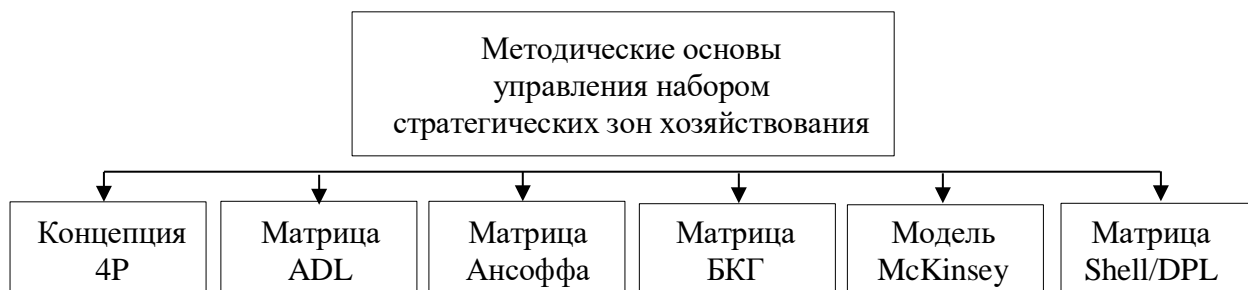 Методические основы
управления набором
стратегических зон хозяйствования
Концепция
4P
Матрица
ADL
Матрица
Ансоффа
Матрица
БКГ
Модель
McKinsey
Матрица
Shell/DPL